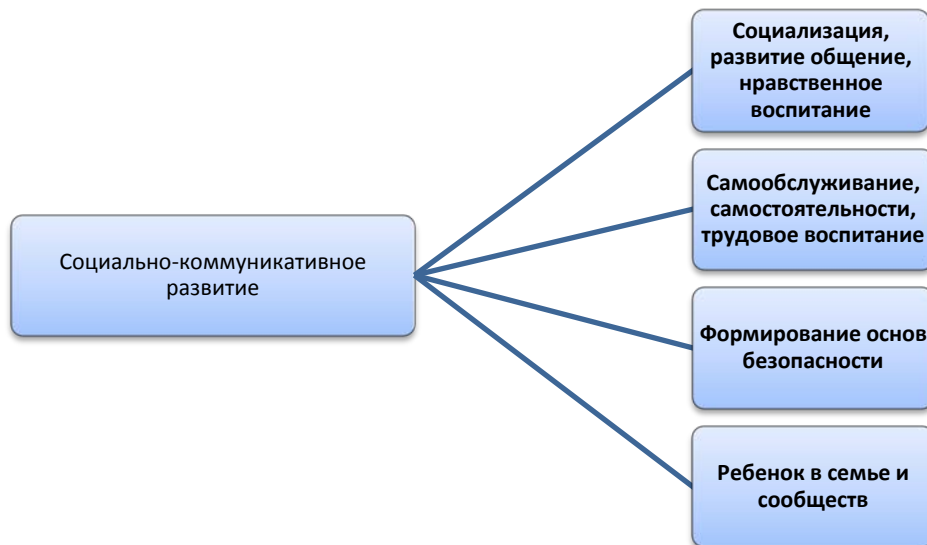 Социально-коммуникативное
развитие
Социализация,
развитие общение,
нравственное
воспитание
Самообслуживание,
самостоятельности,
трудовое воспитание
Формирование основ
безопасности
Ребенок в семье и
сообществ